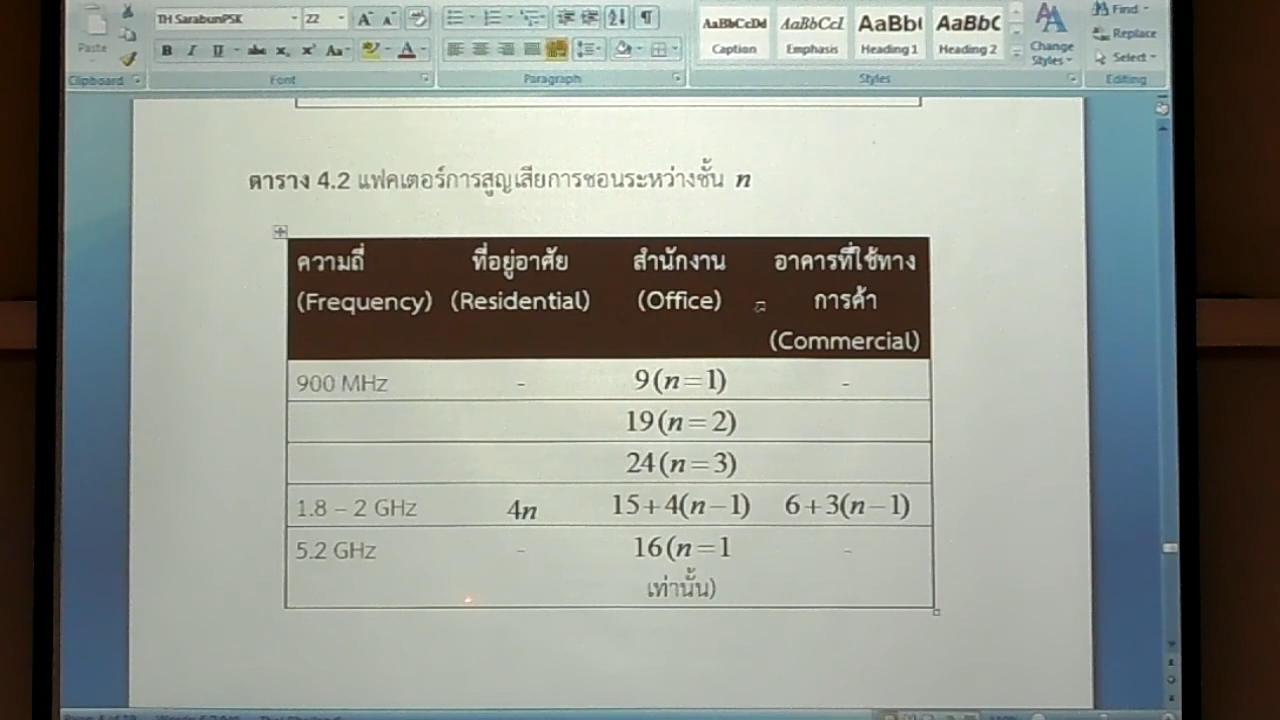 TH SarabunPSK 22
Find
Replace
Select
Paste
B I U abc x₂ x² Aa A
AaBbCcDd AaBbCcI AaBb( AaBbC
Caption Emphasis Heading 1 Heading 2
Change Styles
Clipboard Font Paragraph Styles Editing
ตาราง 4.2 แฟคเตอร์การสูญเสียการชอนระหว่างชั้น n
ความถี่ ที่อยู่อาศัย สำนักงาน อาคารที่ใช้ทาง
(Frequency) (Residential) (Office) การค้า
(Commercial)
900 MHz - 9(n=1) -
19(n=2)
24(n=3)
1.8 – 2 GHz 4n 15+4(n−1) 6+3(n−1)
5.2 GHz - 16(n=1 -
เท่านั้น)